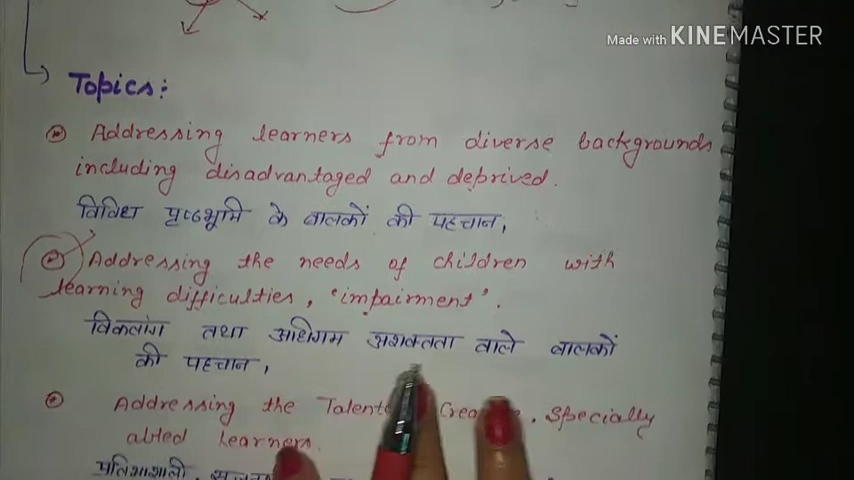 Made with KINEMASTER
Topics:
Addressing learners from diverse backgrounds
including disadvantaged and deprived.
विविध पृष्ठभूमि के बालकों की पहचान,
Addressing the needs of children with
learning difficulties, "impairment".
विकलांग तथा अधिगम अशक्तता वाले बालकों
की पहचान,
Addressing the Specially
abled Learners.
प्रतिभाशाली,